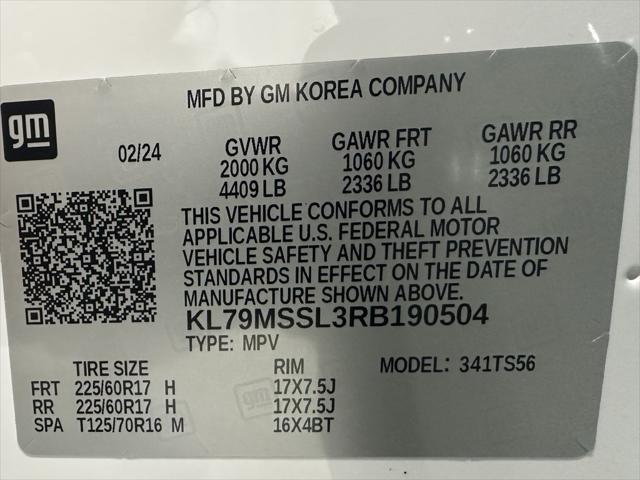 MFD BY GM KOREA COMPANY
gm
02/24 GVWR GAWR FRT GAWR RR
2000 KG 1060 KG 1060 KG
4409 LB 2336 LB 2336 LB
THIS VEHICLE CONFORMS TO ALL
APPLICABLE U.S. FEDERAL MOTOR
VEHICLE SAFETY AND THEFT PREVENTION
STANDARDS IN EFFECT ON THE DATE OF
MANUFACTURE SHOWN ABOVE.
KL79MSSL3RB190504
TYPE: MPV
TIRE SIZE RIM MODEL: 341TS56
FRT 225/60R17 H 17X7.5J
RR 225/60R17 H 17X7.5J
SPA T125/70R16 M 16X4BT